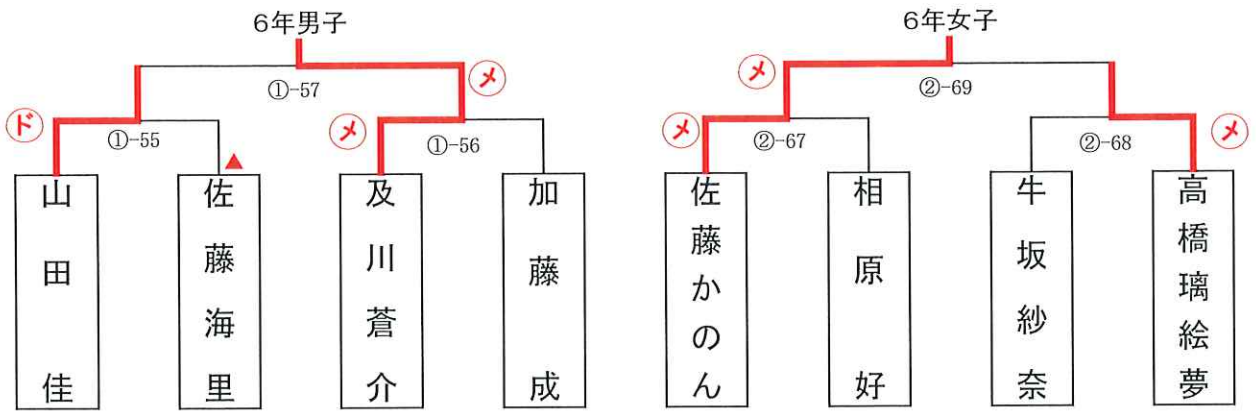 6年男子
①-57
メ
ド
①-55
メ
①-56
▲
山田佳
佐藤海里
及川蒼介
加藤成
6年女子
メ
②-69
メ
②-67
②-68
メ
佐藤かのん
相原好
牛坂紗奈
高橋璃絵夢